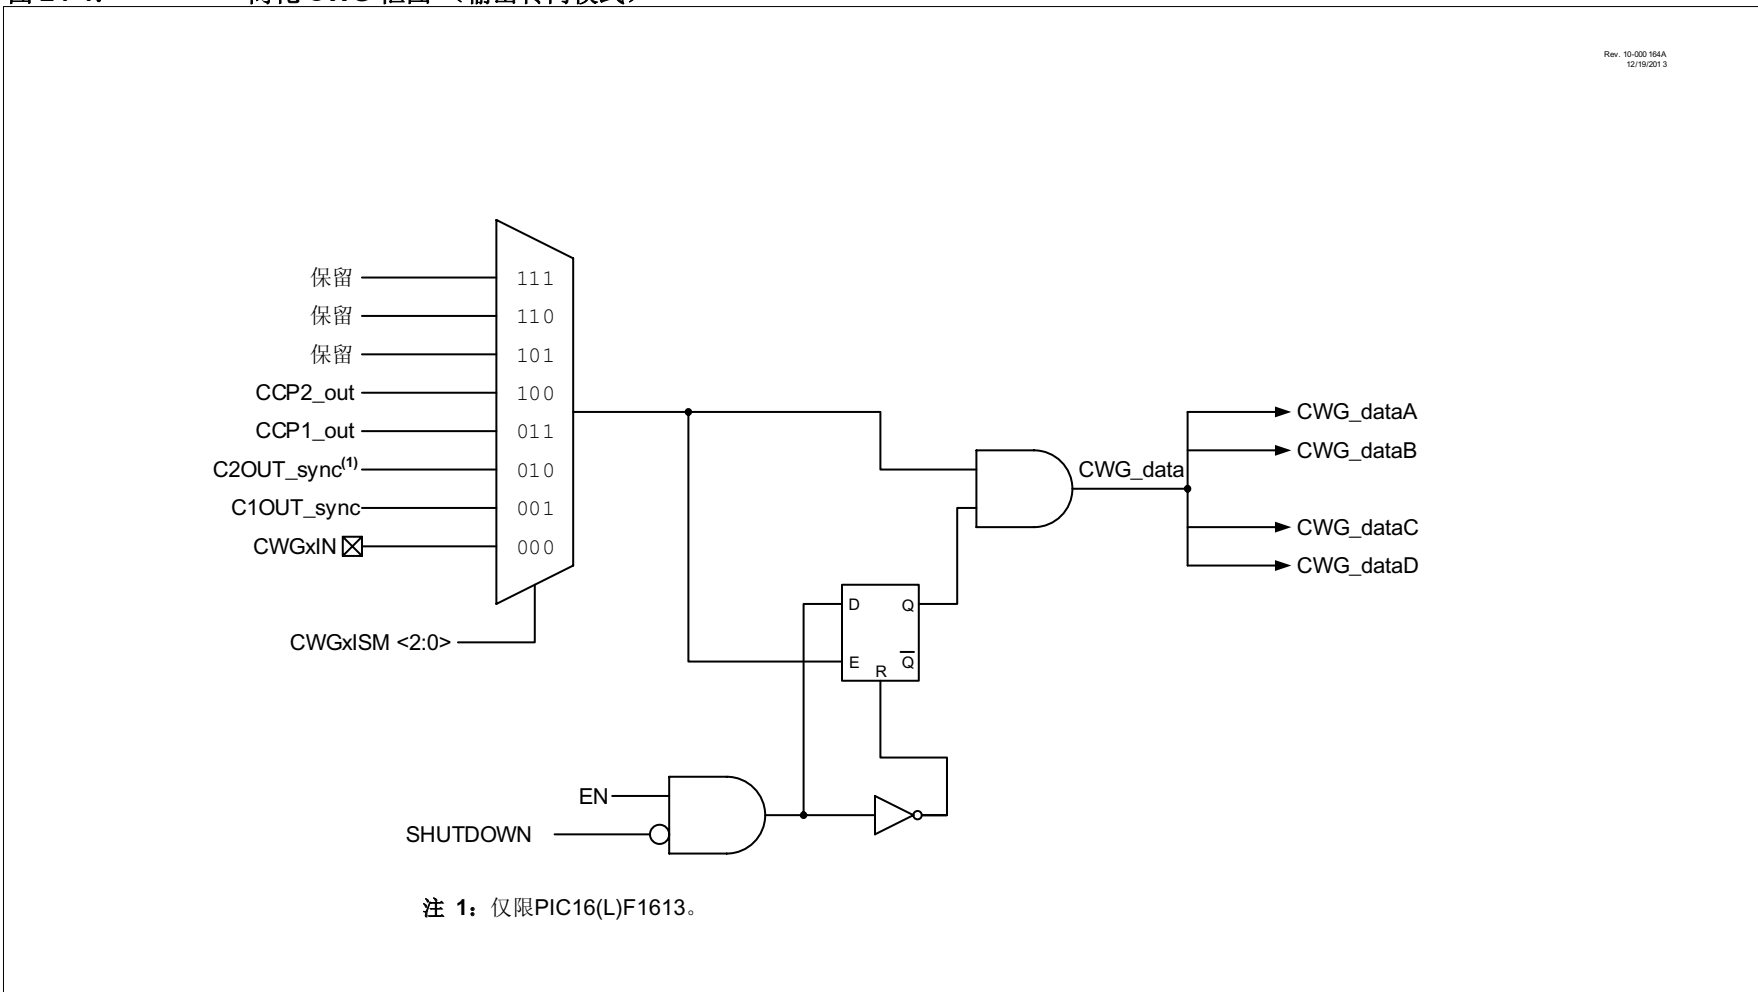 Rev. 10-000 164A
12/19/201 3
保留 111
保留 110
保留 101
CCP2_out 100
CCP1_out 011
C2OUT_sync(1) 010
C1OUT_sync 001
CWGxIN 000
CWGxISM <2:0>
CWG_data
CWG_dataA
CWG_dataB
CWG_dataC
CWG_dataD
D Q
E Q
R
EN
SHUTDOWN
注 1：仅限PIC16(L)F1613。